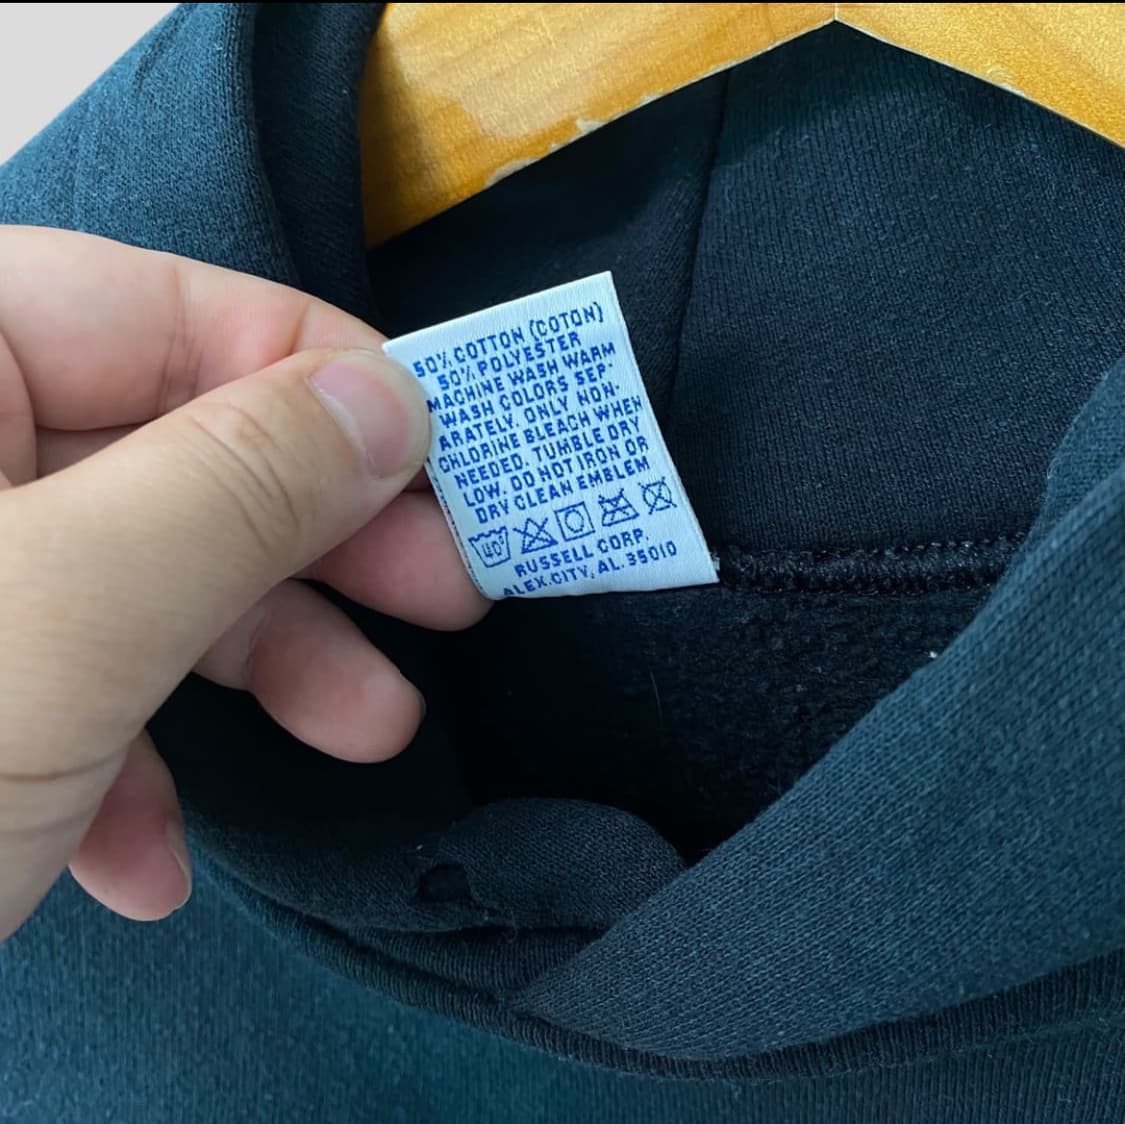 50% COTTON (COTON)
50% POLYESTER
MACHINE WASH WARM
WASH COLORS SEP-
ARATELY. ONLY NON-
CHLORINE BLEACH WHEN
NEEDED. TUMBLE DRY
LOW. DO NOT IRON OR
DRY CLEAN EMBLEM
40°
RUSSELL CORP.
ALEX.CITY, AL. 35010